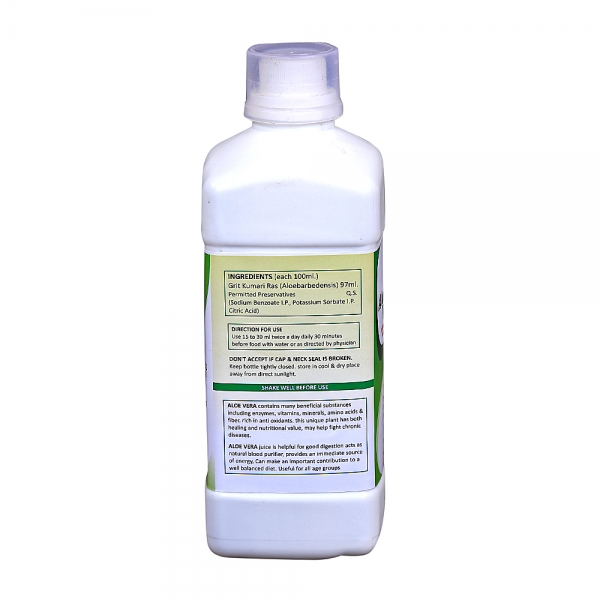 INGREDIENTS (each 100ml.)
Grit Kumari Ras (Aloebarbedensis) 97ml.
Permitted Preservatives Q.S.
(Sodium Benzoate I.P., Potassium Sorbate I.P.
Citric Acid)
DIRECTION FOR USE
Use 15 to 20 ml twice a day daily 30 minutes
before food with water or as directed by physician
DON'T ACCEPT IF CAP & NECK SEAL IS BROKEN.
Keep bottle tightly closed. store in cool & dry place
away from direct sunlight.
SHAKE WELL BEFORE USE
ALOE VERA contains many beneficial substances
including enzymes, vitamins, minerals, amino acids &
fiber. rich in anti oxidants. this unique plant has both
healing and nutritional value, may help fight chronic
diseases.
ALOE VERA juice is helpful for good digestion acts as
natural blood purifier, provides an immediate source
of energy. Can make an important contribution to a
well balanced diet. Useful for all age groups